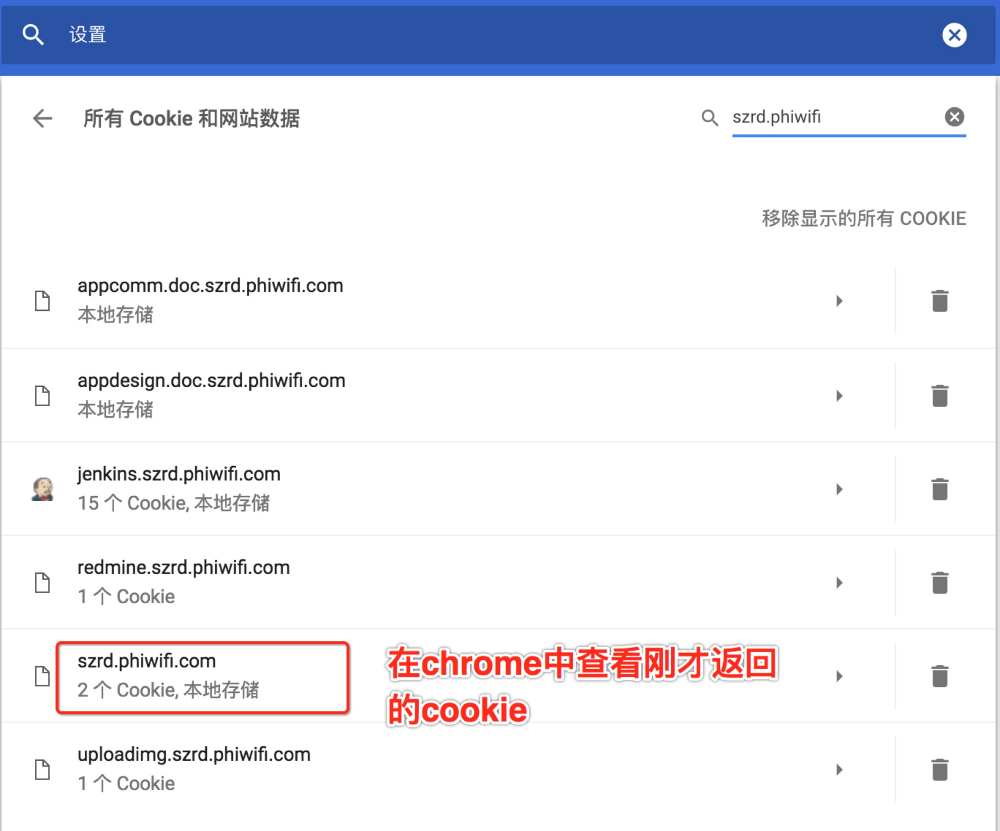 设置
所有 Cookie 和网站数据
szrd.phiwifi
移除显示的所有 COOKIE
appcomm.doc.szrd.phiwifi.com
本地存储
appdesign.doc.szrd.phiwifi.com
本地存储
jenkins.szrd.phiwifi.com
15 个 Cookie, 本地存储
redmine.szrd.phiwifi.com
1 个 Cookie
szrd.phiwifi.com
2 个 Cookie, 本地存储
在chrome中查看刚才返回
的cookie
uploadimg.szrd.phiwifi.com
1 个 Cookie